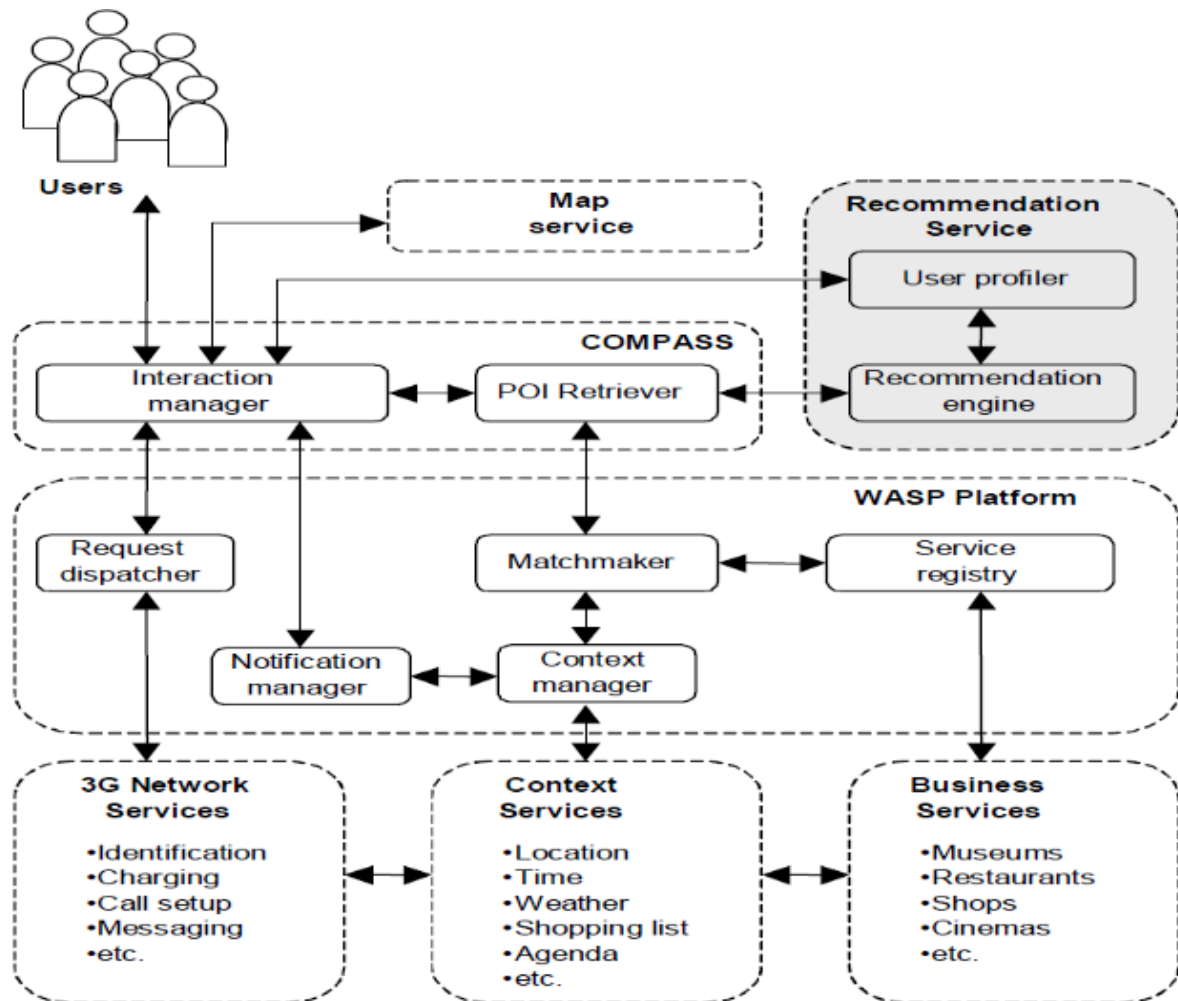 Users
Map
service
Recommendation
Service
User profiler
COMPASS
Interaction
manager
POI Retriever
Recommendation
engine
WASP Platform
Request
dispatcher
Matchmaker
Service
registry
Notification
manager
Context
manager
3G Network
Services
•Identification
•Charging
•Call setup
•Messaging
•etc.
Context
Services
•Location
•Time
•Weather
•Shopping list
•Agenda
•etc.
Business
Services
•Museums
•Restaurants
•Shops
•Cinemas
•etc.